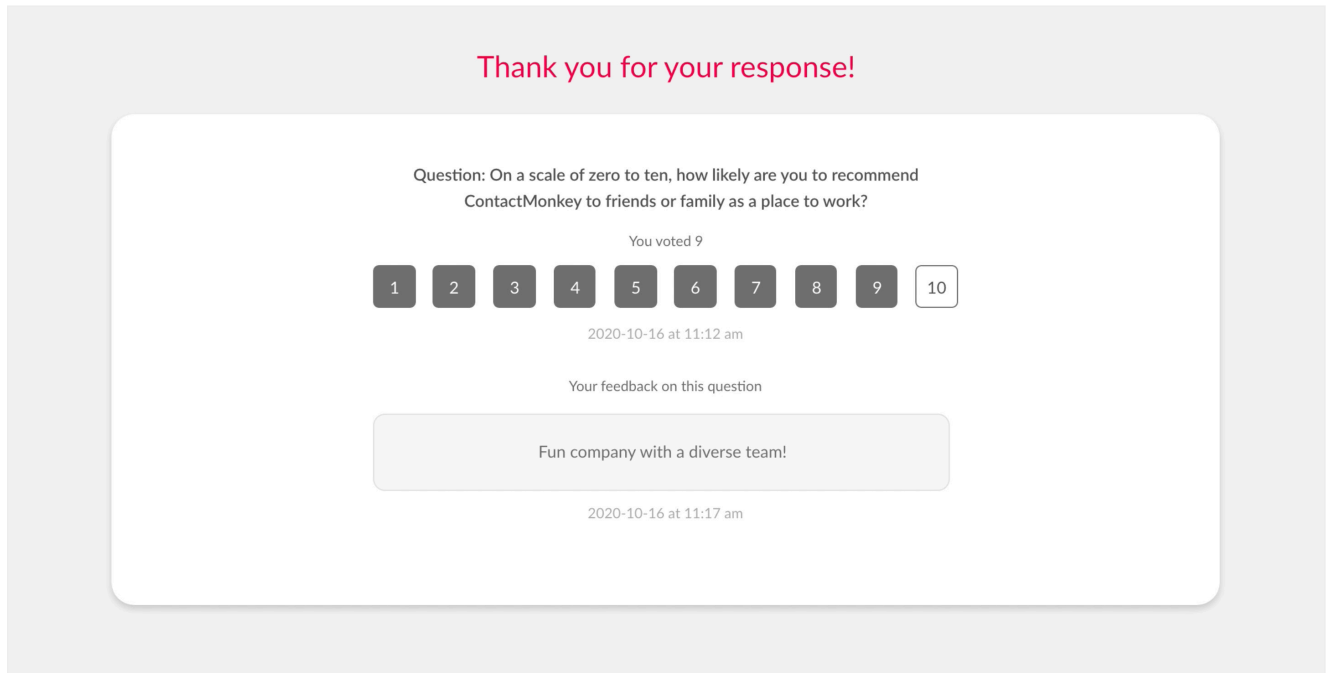 Thank you for your response!
Question: On a scale of zero to ten, how likely are you to recommend
ContactMonkey to friends or family as a place to work?
You voted 9
1 2 3 4 5 6 7 8 9 10
2020-10-16 at 11:12 am
Your feedback on this question
Fun company with a diverse team!
2020-10-16 at 11:17 am